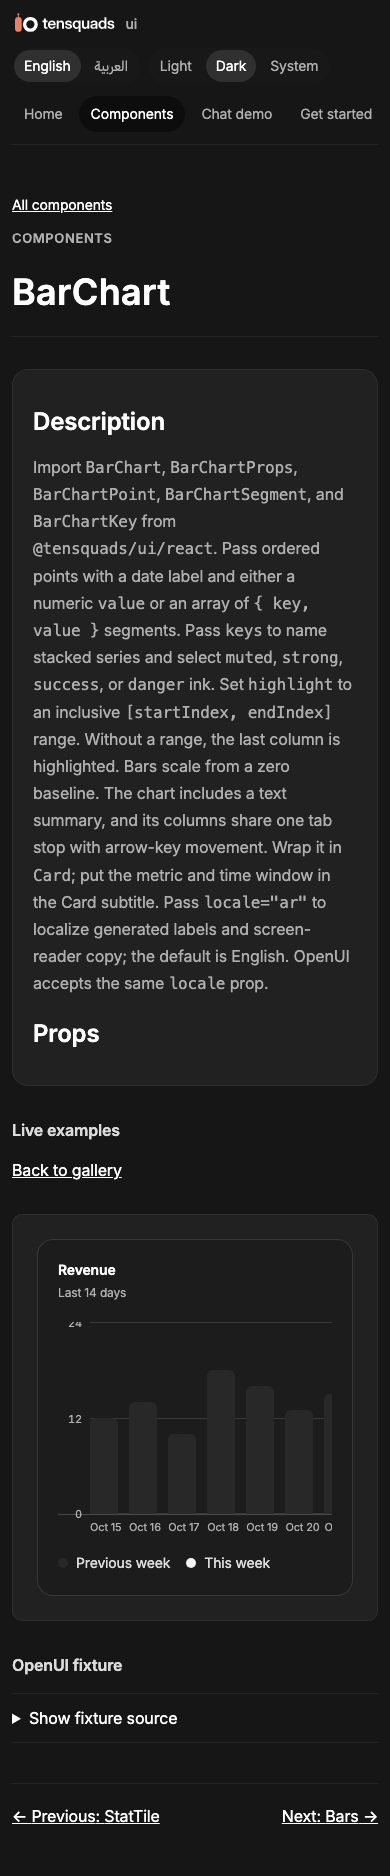 tensquads ui
English العربية Light Dark System
Home Components Chat demo Get started
All components
COMPONENTS
BarChart
Description
Import BarChart, BarChartProps,
BarChartPoint, BarChartSegment, and
BarChartKey from
@tensquads/ui/react. Pass ordered
points with a date label and either a
numeric value or an array of { key,
value } segments. Pass keys to name
stacked series and select muted, strong,
success, or danger ink. Set highlight to
an inclusive [startIndex, endIndex]
range. Without a range, the last column is
highlighted. Bars scale from a zero
baseline. The chart includes a text
summary, and its columns share one tab
stop with arrow-key movement. Wrap it in
Card; put the metric and time window in
the Card subtitle. Pass locale="ar" to
localize generated labels and screen-
reader copy; the default is English. OpenUI
accepts the same locale prop.
Props
Live examples
Back to gallery
Revenue
Last 14 days
24
12
0
Oct 15 Oct 16 Oct 17 Oct 18 Oct 19 Oct 20 O
Previous week This week
OpenUI fixture
▶ Show fixture source
← Previous: StatTile Next: Bars →